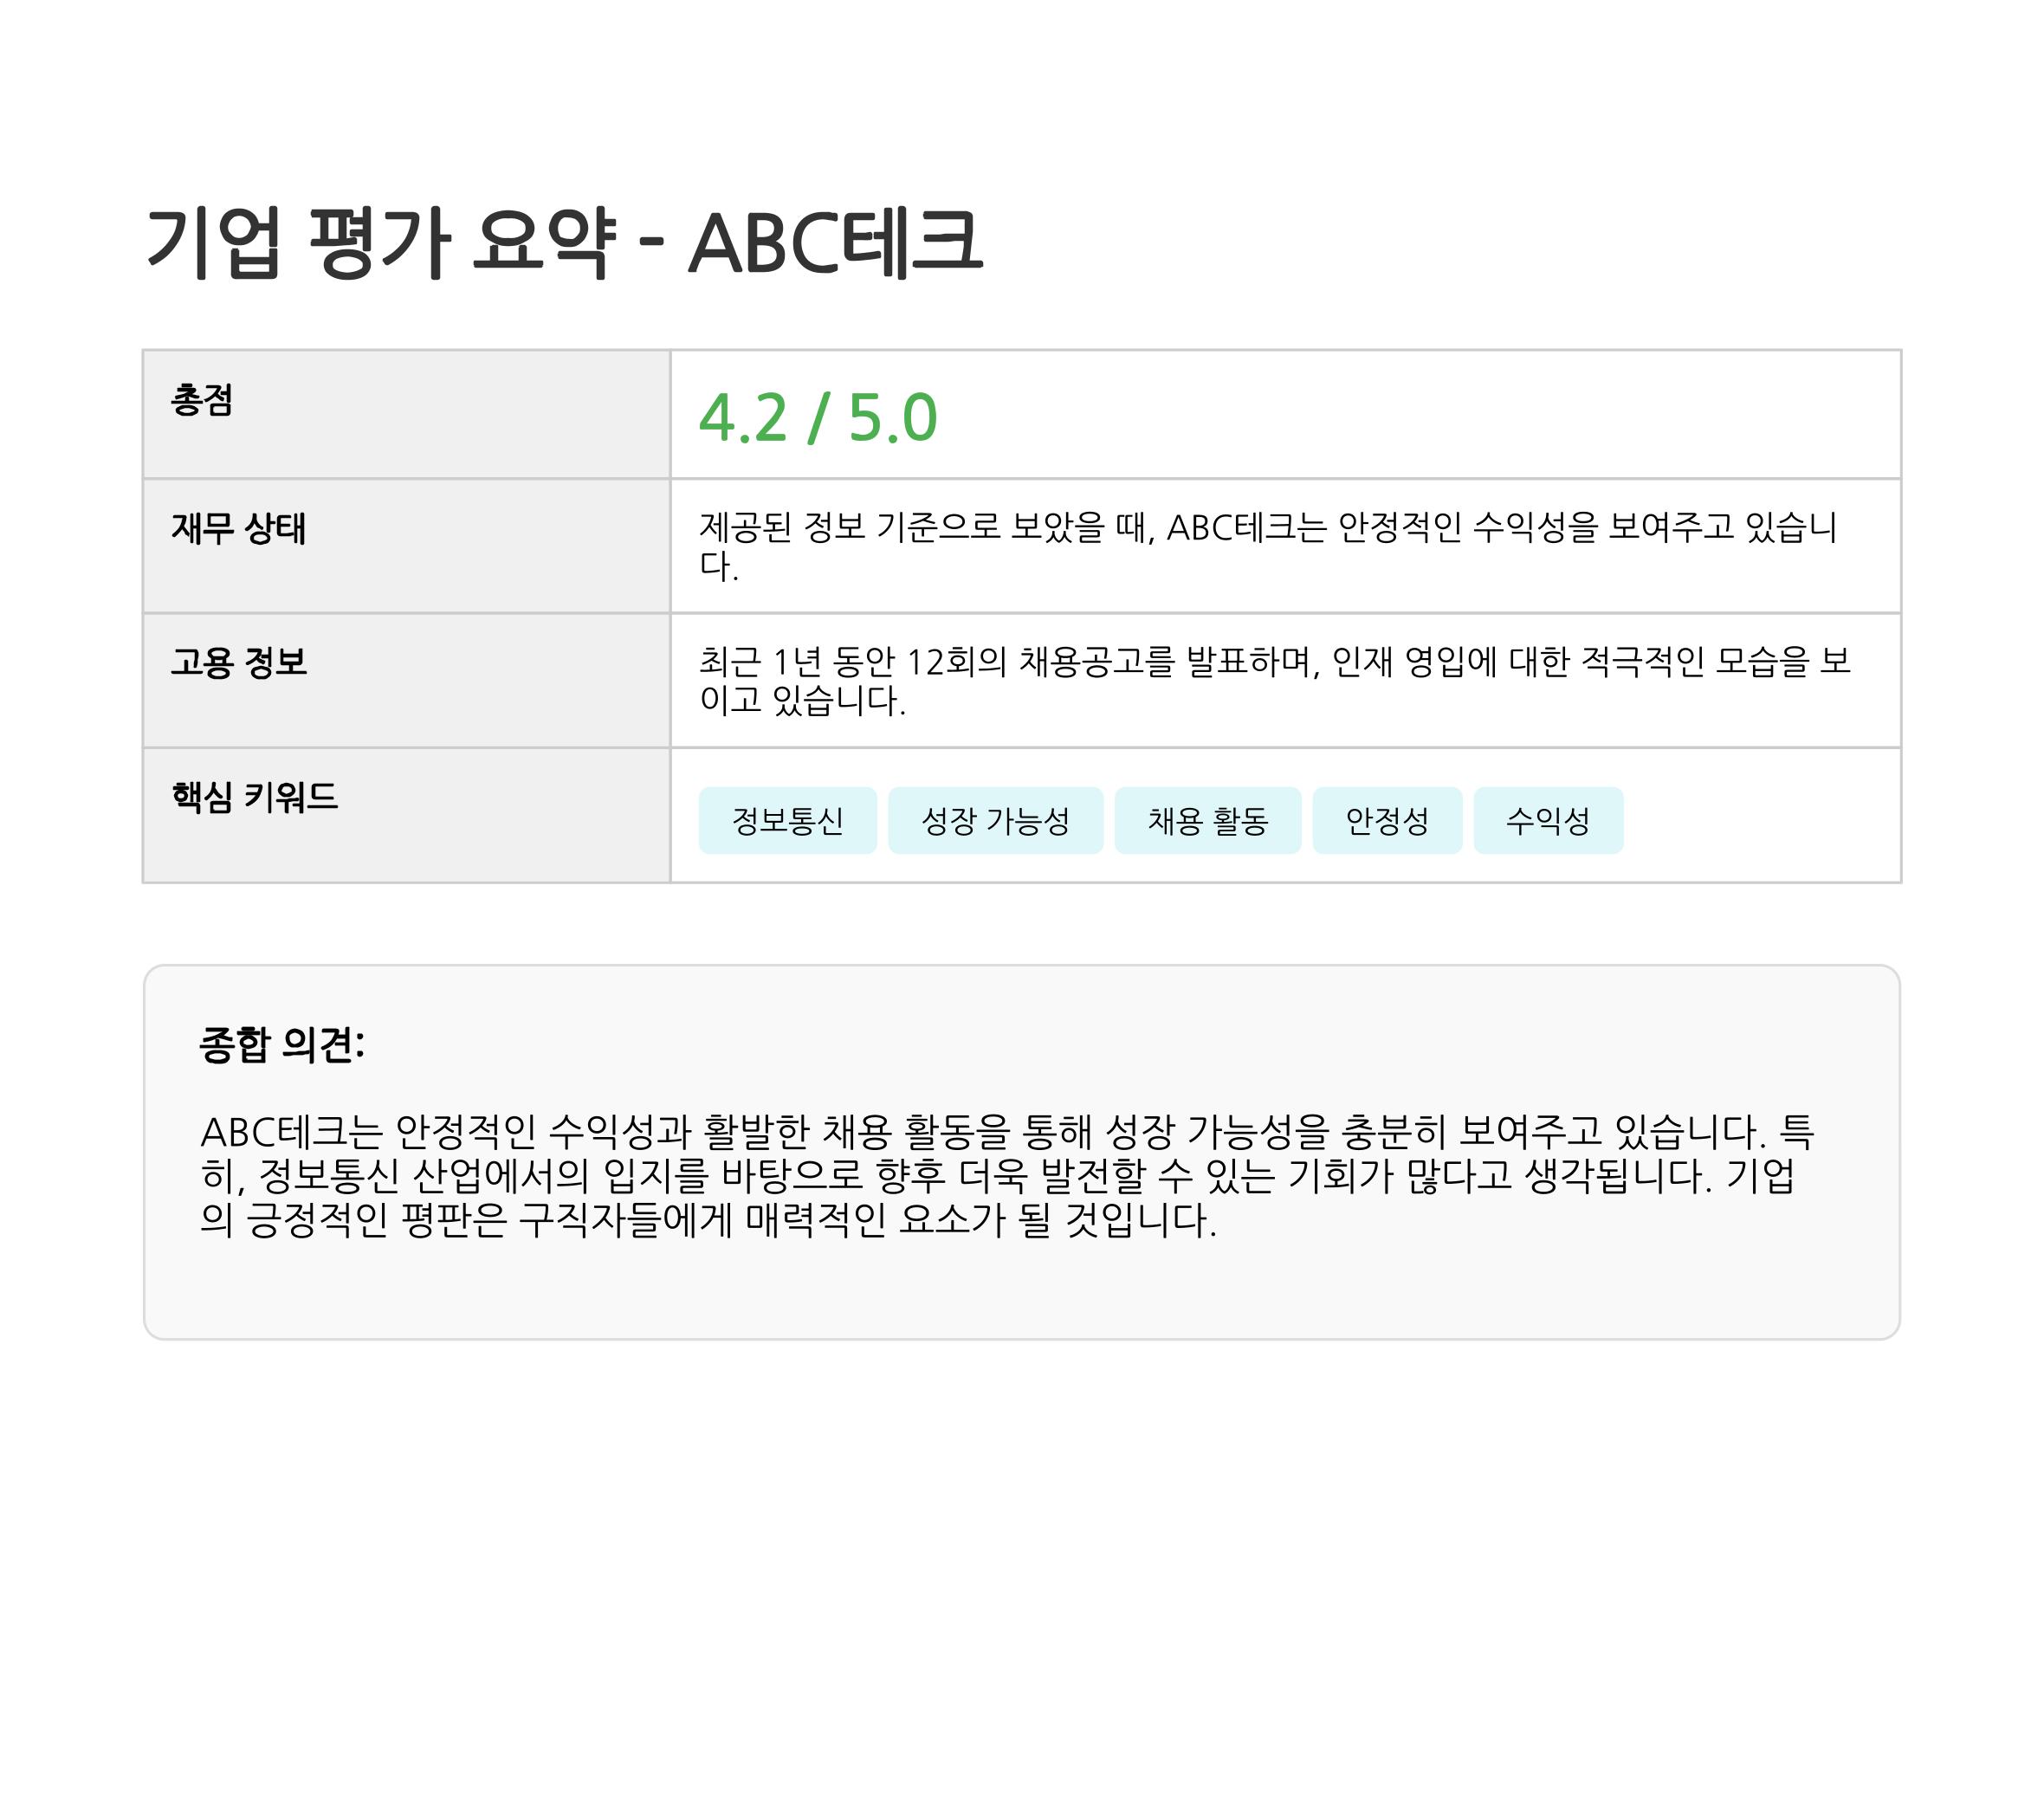 기업 평가 요약 - ABC테크
총점
4.2 / 5.0
재무 상태
제공된 정보 기준으로 보았을 때, ABC테크는 안정적인 수익성을 보여주고 있습니
다.
고용 정보
최근 1년 동안 12회의 채용공고를 발표하며, 인재 영입에 대한 적극적인 모습을 보
이고 있습니다.
핵심 키워드
정보통신 성장 가능성 채용 활동 안정성 수익성
종합 의견:
ABC테크는 안정적인 수익성과 활발한 채용 활동을 통해 성장 가능성을 충분히 보여주고 있습니다. 특
히, 정보통신 산업에서의 입지를 바탕으로 향후 더욱 발전할 수 있는 기회가 많다고 생각됩니다. 기업
의 긍정적인 평판은 구직자들에게 매력적인 요소가 될 것입니다.